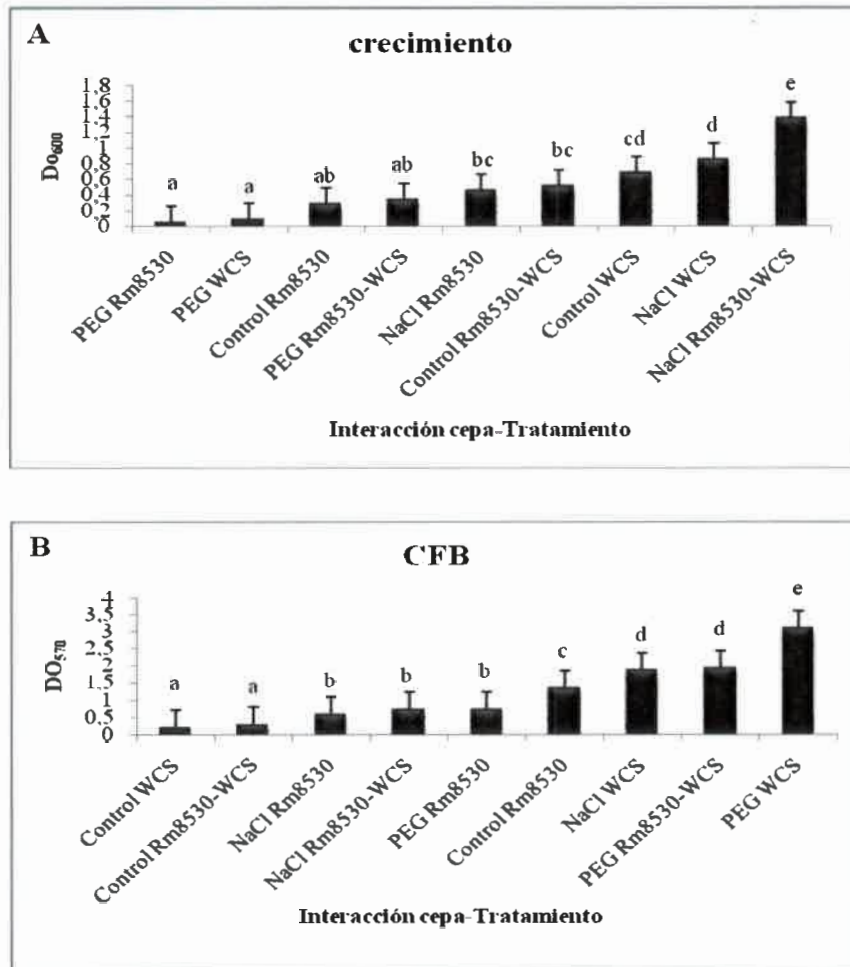 A
crecimiento
1.8
1.6
1.4
1.2
1
0.8
0.6
0.4
0.2
0
Do600
a
a
ab
ab
bc
bc
cd
d
e
PEG Rm8530
PEG WCS
Control Rm8530
PEG Rm8530-WCS
NaCl Rm8530
Control Rm8530-WCS
Control WCS
NaCl WCS
NaCl Rm8530-WCS
Interacción cepa-Tratamiento
B
CFB
4
3.5
3
2.5
2
1.5
1
0.5
0
DO570
a
a
b
b
b
c
d
d
e
Control WCS
Control Rm8530-WCS
NaCl Rm8530
NaCl Rm8530-WCS
PEG Rm8530
Control Rm8530
NaCl WCS
PEG Rm8530-WCS
PEG WCS
Interacción cepa-Tratamiento